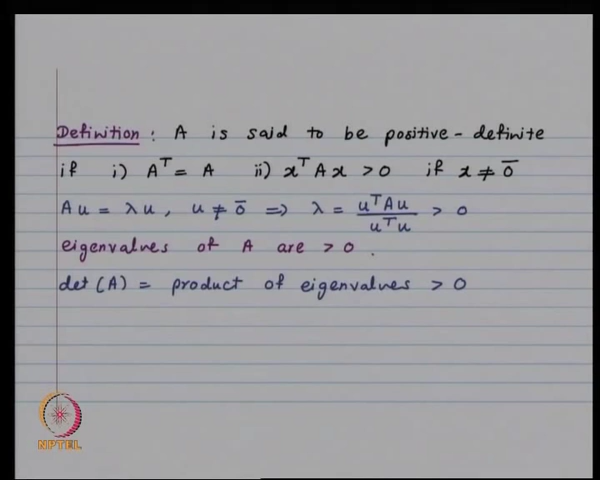 Definition : A is said to be positive-definite
if i) Aᵀ = A ii) xᵀAx > 0 if x ≠ 0̄
Au = λu, u ≠ 0̄ ⇒ λ = uᵀAu / uᵀu > 0
eigenvalues of A are > 0.
det(A) = product of eigenvalues > 0
NPTEL